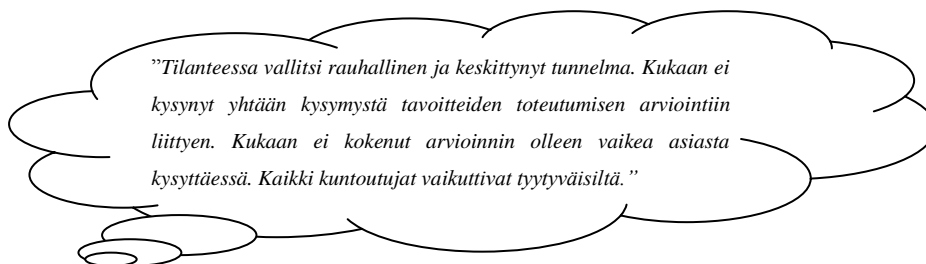 ”Tilanteessa vallitsi rauhallinen ja keskittynyt tunnelma. Kukaan ei
kysynyt yhtään kysymystä tavoitteiden toteutumisen arviointiin
liittyen. Kukaan ei kokenut arvioinnin olleen vaikea asiasta
kysyttäessä. Kaikki kuntoutujat vaikuttivat tyytyväisiltä.”